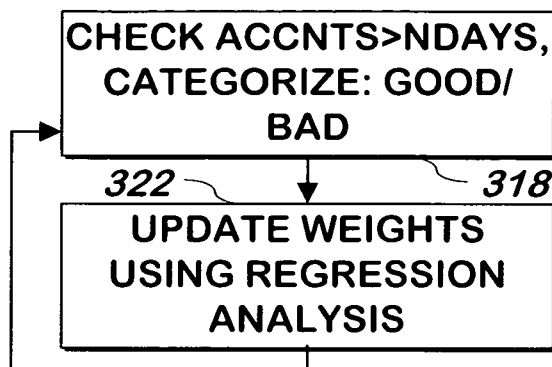 CHECK ACCNTS>NDAYS,
CATEGORIZE: GOOD/
BAD
322
318
UPDATE WEIGHTS
USING REGRESSION
ANALYSIS